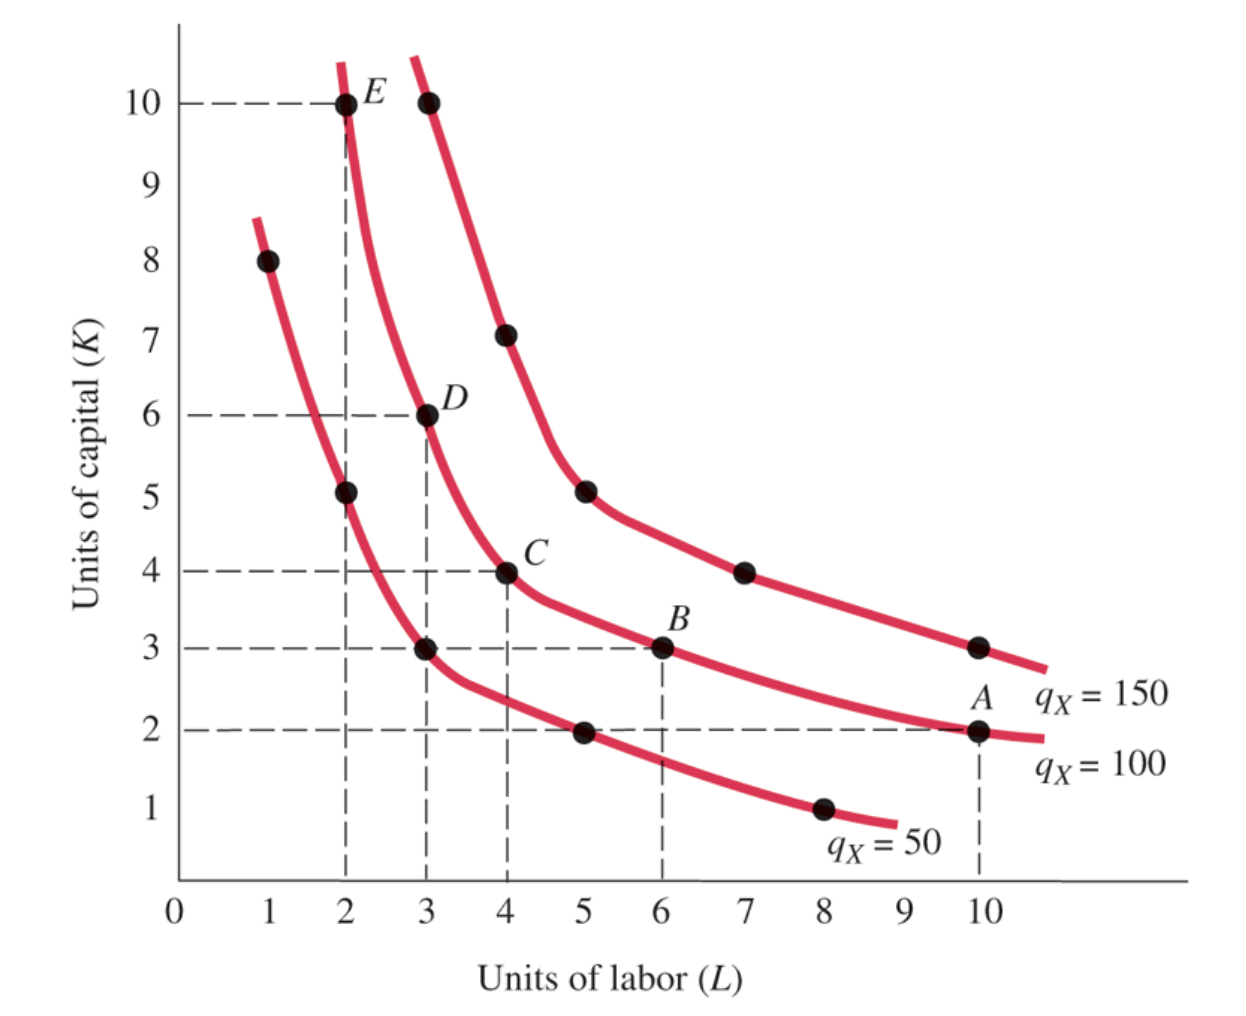 10
9
8
7
6
5
4
3
2
1
Units of capital (K)
E
D
C
B
A
q_X = 150
q_X = 100
q_X = 50
0 1 2 3 4 5 6 7 8 9 10
Units of labor (L)